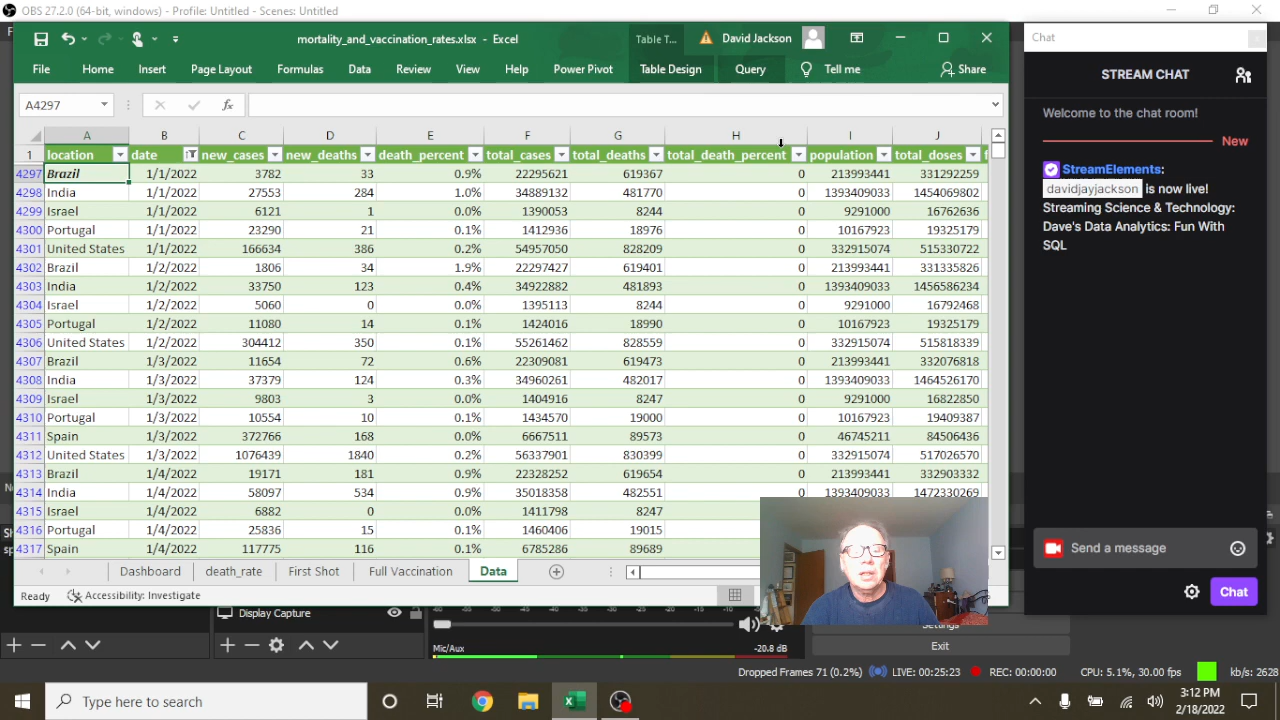 OBS 27.2.0 (64-bit, windows) - Profile: Untitled - Scenes: Untitled
mortality_and_vaccination_rates.xlsx - Excel
Table T...
David Jackson
File Home Insert Page Layout Formulas Data Review View Help Power Pivot Table Design Query Tell me Share
A4297
fx
A B C D E F G H I J
1 location date new_cases new_deaths death_percent total_cases total_deaths total_death_percent population total_doses
4297 Brazil 1/1/2022 3782 33 0.9% 22295621 619367 0 213993441 331292259
4298 India 1/1/2022 27553 284 1.0% 34889132 481770 0 1393409033 1454069802
4299 Israel 1/1/2022 6121 1 0.0% 1390053 8244 0 9291000 16762636
4300 Portugal 1/1/2022 23290 21 0.1% 1412936 18976 0 10167923 19325179
4301 United States 1/1/2022 166634 386 0.2% 54957050 828209 0 332915074 515330722
4302 Brazil 1/2/2022 1806 34 1.9% 22297427 619401 0 213993441 331335826
4303 India 1/2/2022 33750 123 0.4% 34922882 481893 0 1393409033 1456586234
4304 Israel 1/2/2022 5060 0 0.0% 1395113 8244 0 9291000 16792468
4305 Portugal 1/2/2022 11080 14 0.1% 1424016 18990 0 10167923 19325179
4306 United States 1/2/2022 304412 350 0.1% 55261462 828559 0 332915074 515818339
4307 Brazil 1/3/2022 11654 72 0.6% 22309081 619473 0 213993441 332076818
4308 India 1/3/2022 37379 124 0.3% 34960261 482017 0 1393409033 1464526170
4309 Israel 1/3/2022 9803 3 0.0% 1404916 8247 0 9291000 16822850
4310 Portugal 1/3/2022 10554 10 0.1% 1434570 19000 0 10167923 19409387
4311 Spain 1/3/2022 372766 168 0.0% 6667511 89573 0 46745211 84506436
4312 United States 1/3/2022 1076439 1840 0.2% 56337901 830399 0 332915074 517026570
4313 Brazil 1/4/2022 19171 181 0.9% 22328252 619654 0 213993441 332903332
4314 India 1/4/2022 58097 534 0.9% 35018358 482551 0 1393409033 1472330269
4315 Israel 1/4/2022 6882 0 0.0% 1411798 8247
4316 Portugal 1/4/2022 25836 15 0.1% 1460406 19015
4317 Spain 1/4/2022 117775 116 0.1% 6785286 89689
Dashboard death_rate First Shot Full Vaccination Data
Ready Accessibility: Investigate
Display Capture
Mic/Aux -20.8 dB
Settings
Exit
Dropped Frames 71 (0.2%) LIVE: 00:25:23 REC: 00:00:00 CPU: 5.1%, 30.00 fps kb/s: 2628
Chat
STREAM CHAT
Welcome to the chat room!
New
StreamElements:
davidjayjackson is now live!
Streaming Science & Technology:
Dave's Data Analytics: Fun With
SQL
Send a message
Chat
Type here to search
3:12 PM
2/18/2022